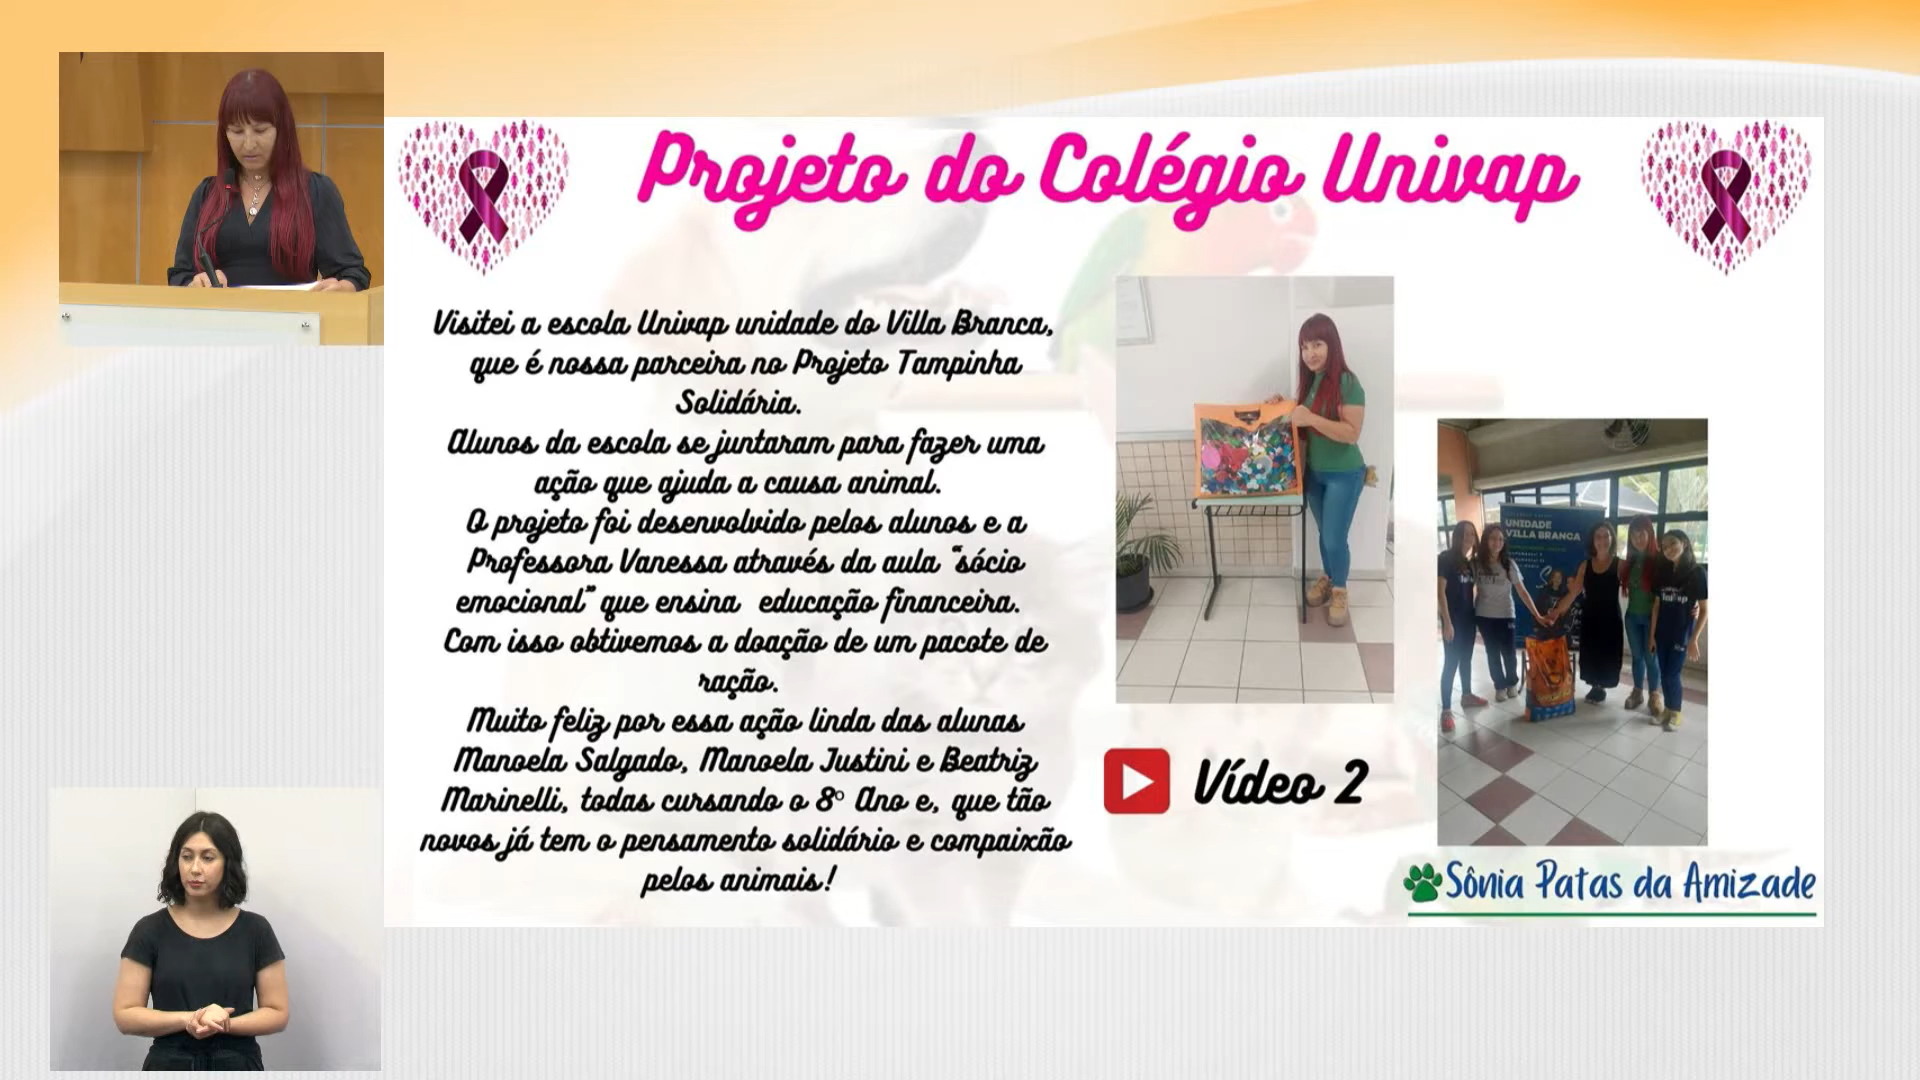 Projeto do Colégio Univap
Visitei a escola Univap unidade do Villa Branca,
que é nossa parceira no Projeto Tampinha
Solidária.
Alunos da escola se juntaram para fazer uma
ação que ajuda a causa animal.
O projeto foi desenvolvido pelos alunos e a
Professora Vanessa através da aula “sócio
emocional” que ensina educação financeira.
Com isso obtivemos a doação de um pacote de
ração.
Muito feliz por essa ação linda das alunas
Manoela Salgado, Manoela Justini e Beatriz
Marinelli, todas cursando o 8º Ano e, que tão
novos já tem o pensamento solidário e compaixão
pelos animais!
Vídeo 2
UNIDADE
VILLA BRANCA
Sônia Patas da Amizade